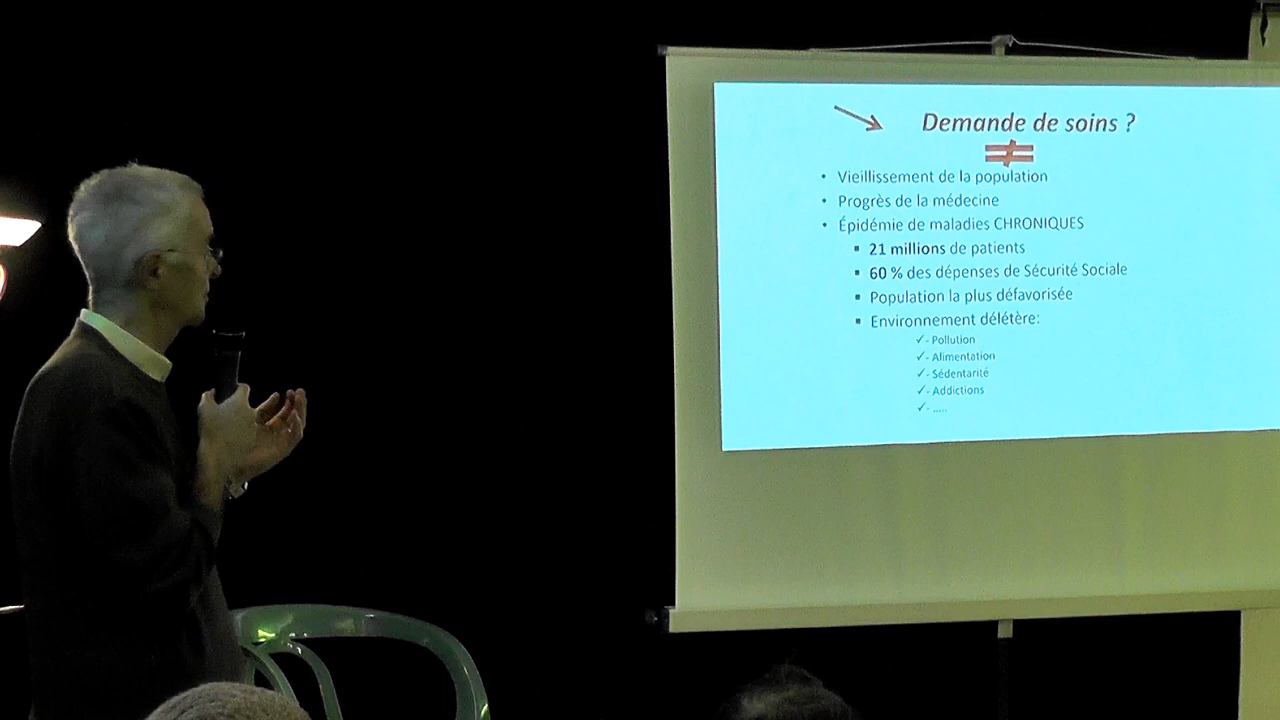 Demande de soins ?
≠
• Vieillissement de la population
• Progrès de la médecine
• Épidémie de maladies CHRONIQUES
▪ 21 millions de patients
▪ 60 % des dépenses de Sécurité Sociale
▪ Population la plus défavorisée
▪ Environnement délétère:
✓- Pollution
✓- Alimentation
✓- Sédentarité
✓- Addictions
✓- .....